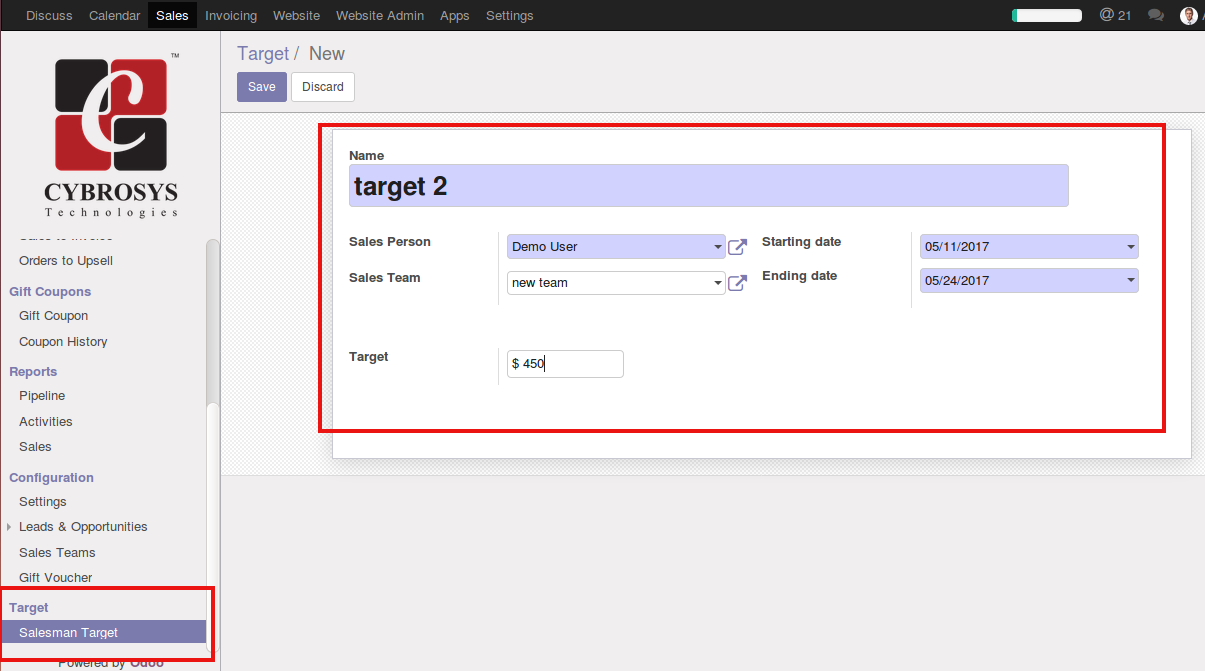 Discuss Calendar Sales Invoicing Website Website Admin Apps Settings @ 21
™
C
CYBROSYS
Technologies
Orders to Upsell
Gift Coupons
Gift Coupon
Coupon History
Reports
Pipeline
Activities
Sales
Configuration
Settings
Leads & Opportunities
Sales Teams
Gift Voucher
Target
Salesman Target
Powered by Odoo
Target / New
Save Discard
Name
target 2
Sales Person Demo User Starting date 05/11/2017
Sales Team new team Ending date 05/24/2017
Target $ 450